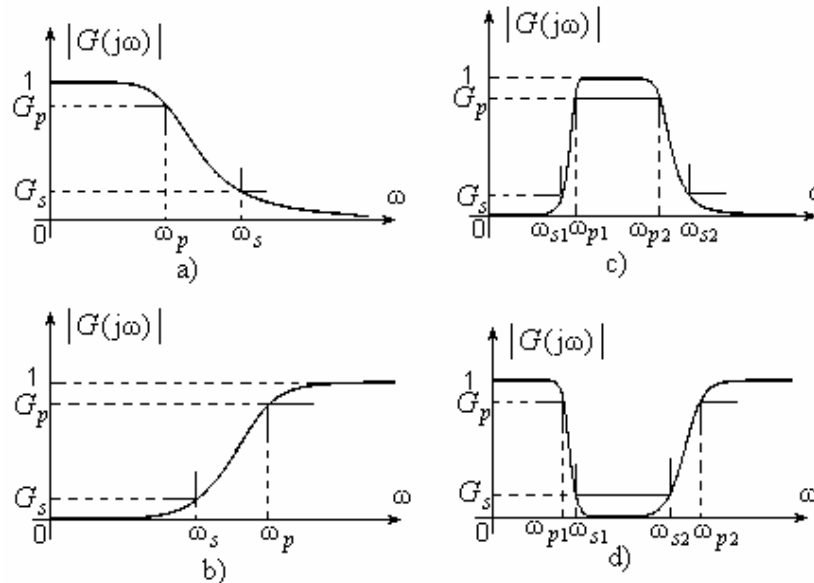 |G(jω)|
1
G_p
G_s
0
ω_p
ω_s
ω
a)
|G(jω)|
1
G_p
G_s
0
ω_s1
ω_p1
ω_p2
ω_s2
c)
|G(jω)|
1
G_p
G_s
0
ω_s
ω_p
ω
b)
|G(jω)|
1
G_p
G_s
0
ω_p1
ω_s1
ω_s2
ω_p2
d)